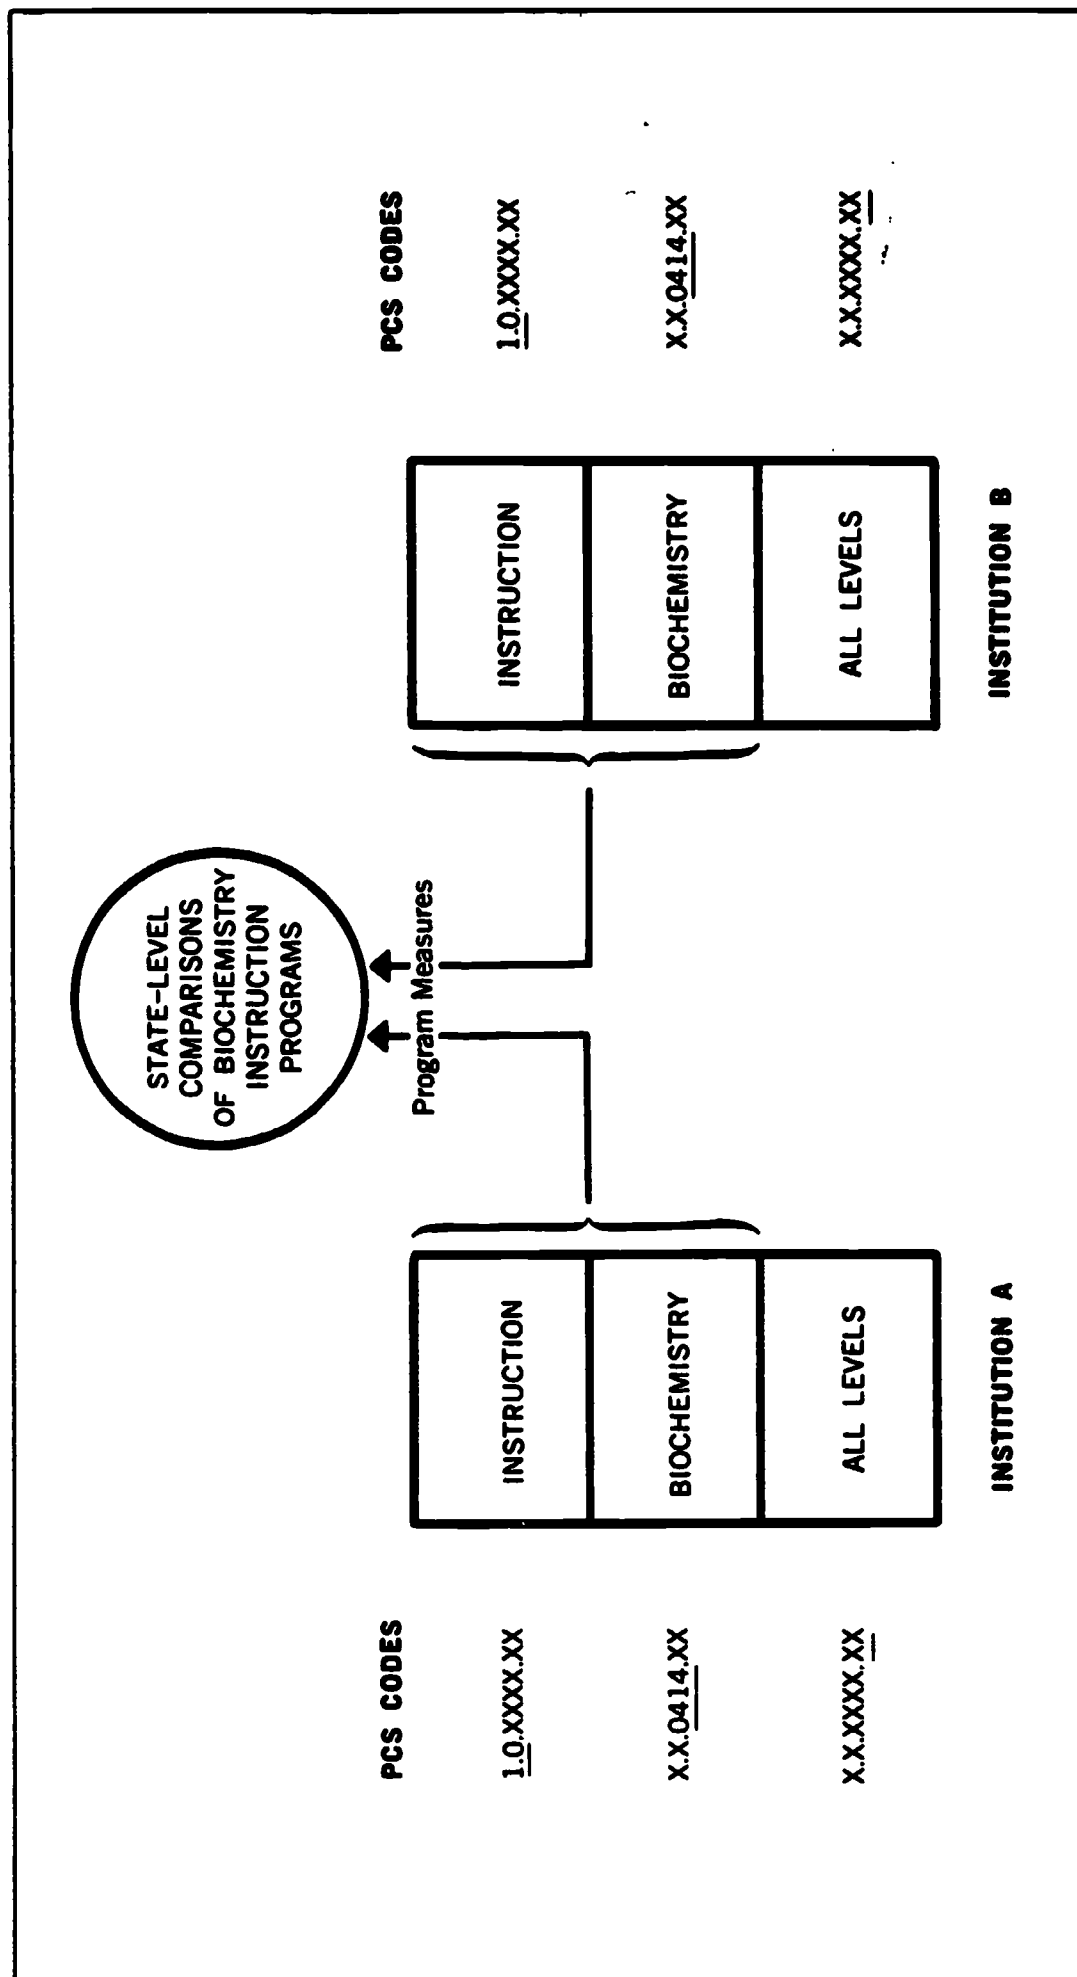 STATE-LEVEL
COMPARISONS
OF BIOCHEMISTRY
INSTRUCTION
PROGRAMS
Program Measures
PCS CODES
1.0.XXXX.XX
X.X.0414.XX
X.X.XXXX.XX
INSTRUCTION
BIOCHEMISTRY
ALL LEVELS
INSTITUTION A
INSTRUCTION
BIOCHEMISTRY
ALL LEVELS
INSTITUTION B
PCS CODES
1.0.XXXX.XX
X.X.0414.XX
X.X.XXXX.XX